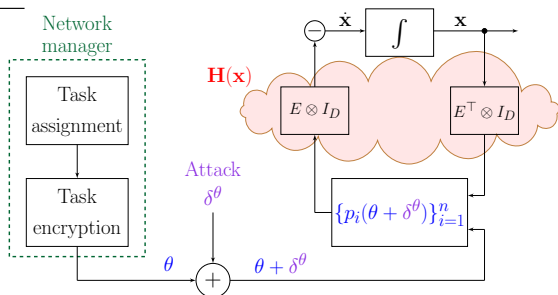 Network
manager
Task
assignment
Task
encryption
Attack
δ^θ
θ
+
θ + δ^θ
H(x)
−
ẋ
∫
x
E ⊗ I_D
E^⊤ ⊗ I_D
{p_i(θ + δ^θ)}_{i=1}^n